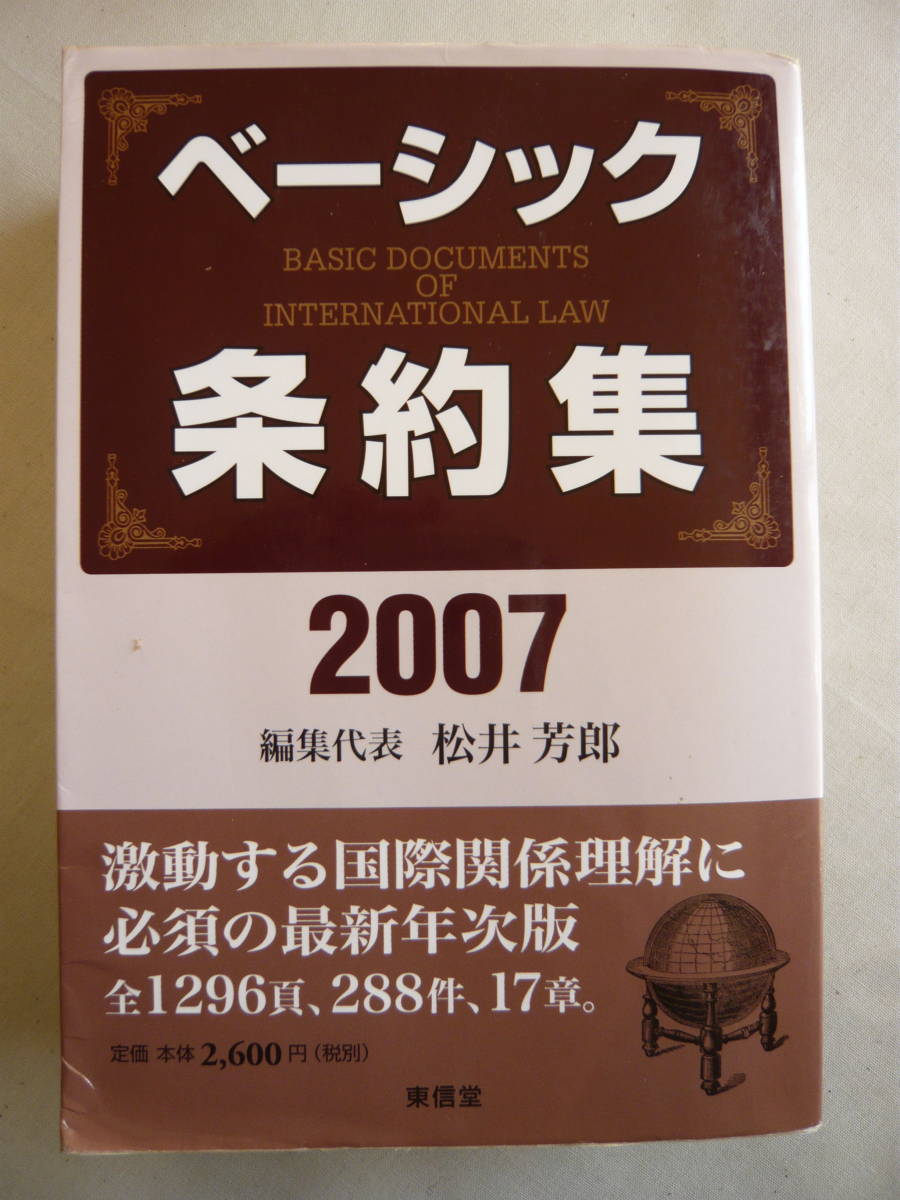 ベーシック
BASIC DOCUMENTS
OF
INTERNATIONAL LAW
条約集
2007
編集代表 松井 芳郎
激動する国際関係理解に
必須の最新年次版
全1296頁、288件、17章。
定価 本体 2,600 円（税別）
東信堂